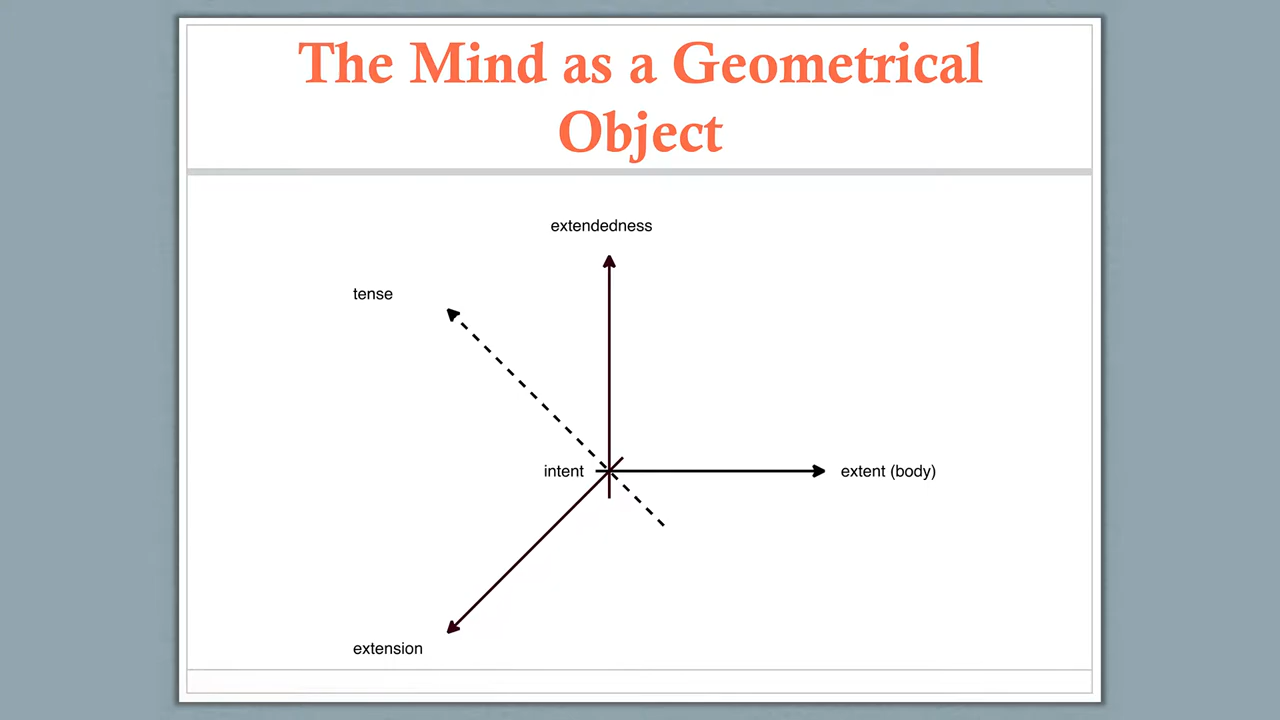 The Mind as a Geometrical
Object
extendedness
tense
intent
extent (body)
extension